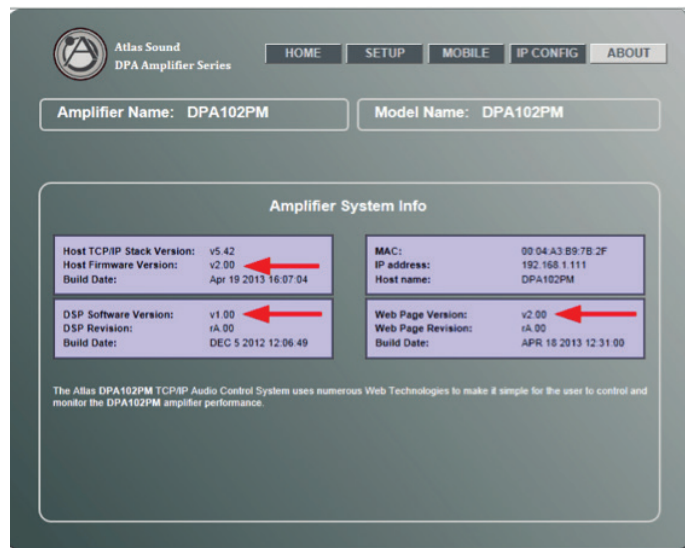 Atlas Sound
DPA Amplifier Series
HOME
SETUP
MOBILE
IP CONFIG
ABOUT
Amplifier Name: DPA102PM
Model Name: DPA102PM
Amplifier System Info
Host TCP/IP Stack Version: v5.42
Host Firmware Version: v2.00
Build Date: Apr 19 2013 16:07:04
MAC: 00:04:A3:B9:7B:2F
IP address: 192.168.1.111
Host name: DPA102PM
DSP Software Version: v1.00
DSP Revision: rA.00
Build Date: DEC 5 2012 12:06:49
Web Page Version: v2.00
Web Page Revision: rA.00
Build Date: APR 18 2013 12:31:00
The Atlas DPA102PM TCP/IP Audio Control System uses numerous Web Technologies to make it simple for the user to control and
monitor the DPA102PM amplifier performance.